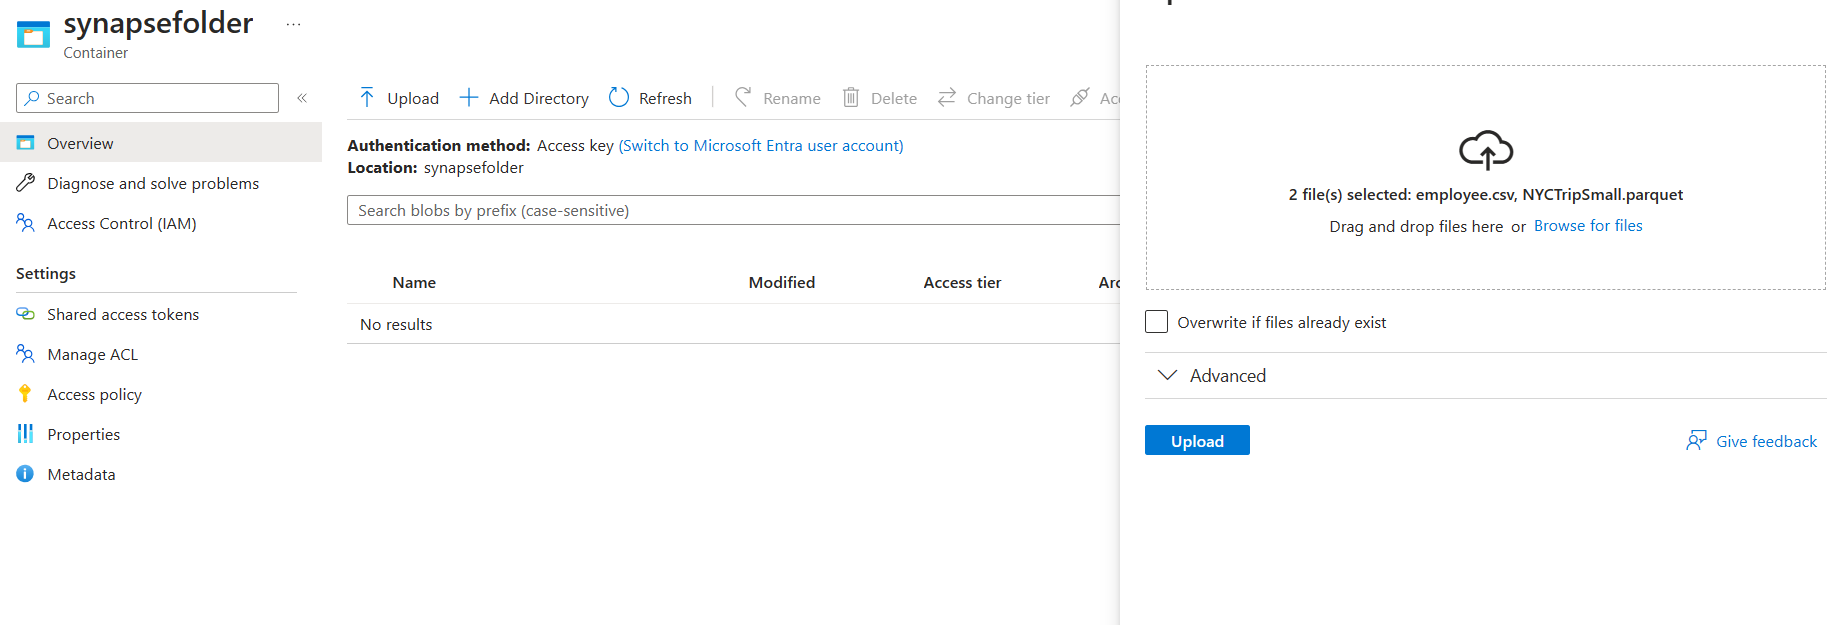 synapsefolder
...
Container
Search
«
Overview
Diagnose and solve problems
Access Control (IAM)
Settings
Shared access tokens
Manage ACL
Access policy
Properties
Metadata
Upload
Add Directory
Refresh
Rename
Delete
Change tier
Authentication method: Access key (Switch to Microsoft Entra user account)
Location: synapsefolder
Search blobs by prefix (case-sensitive)
Name Modified Access tier
No results
2 file(s) selected: employee.csv, NYCTripSmall.parquet
Drag and drop files here or Browse for files
Overwrite if files already exist
Advanced
Upload
Give feedback